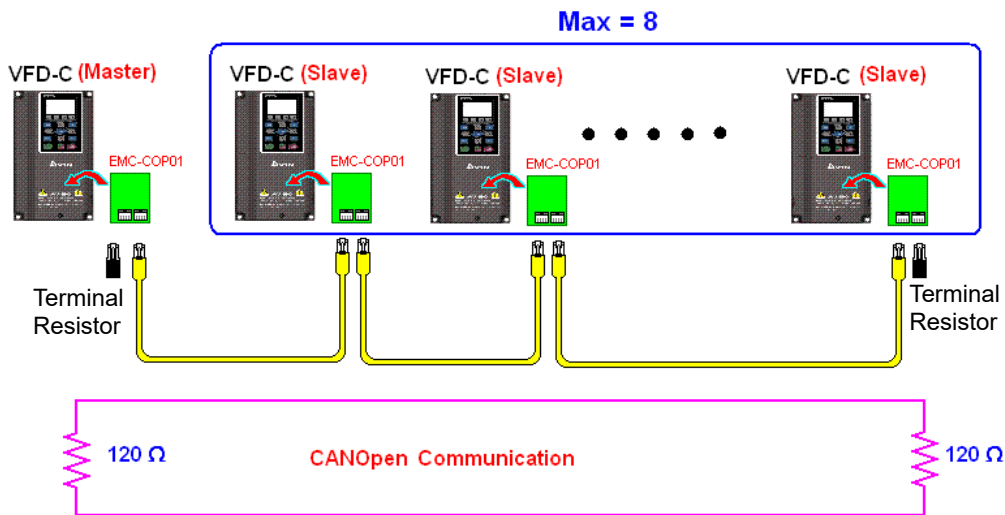 Max = 8
VFD-C (Master)
VFD-C (Slave)
VFD-C (Slave)
VFD-C (Slave)
EMC-COP01
EMC-COP01
EMC-COP01
EMC-COP01
Terminal
Resistor
Terminal
Resistor
120 Ω
CANOpen Communication
120 Ω